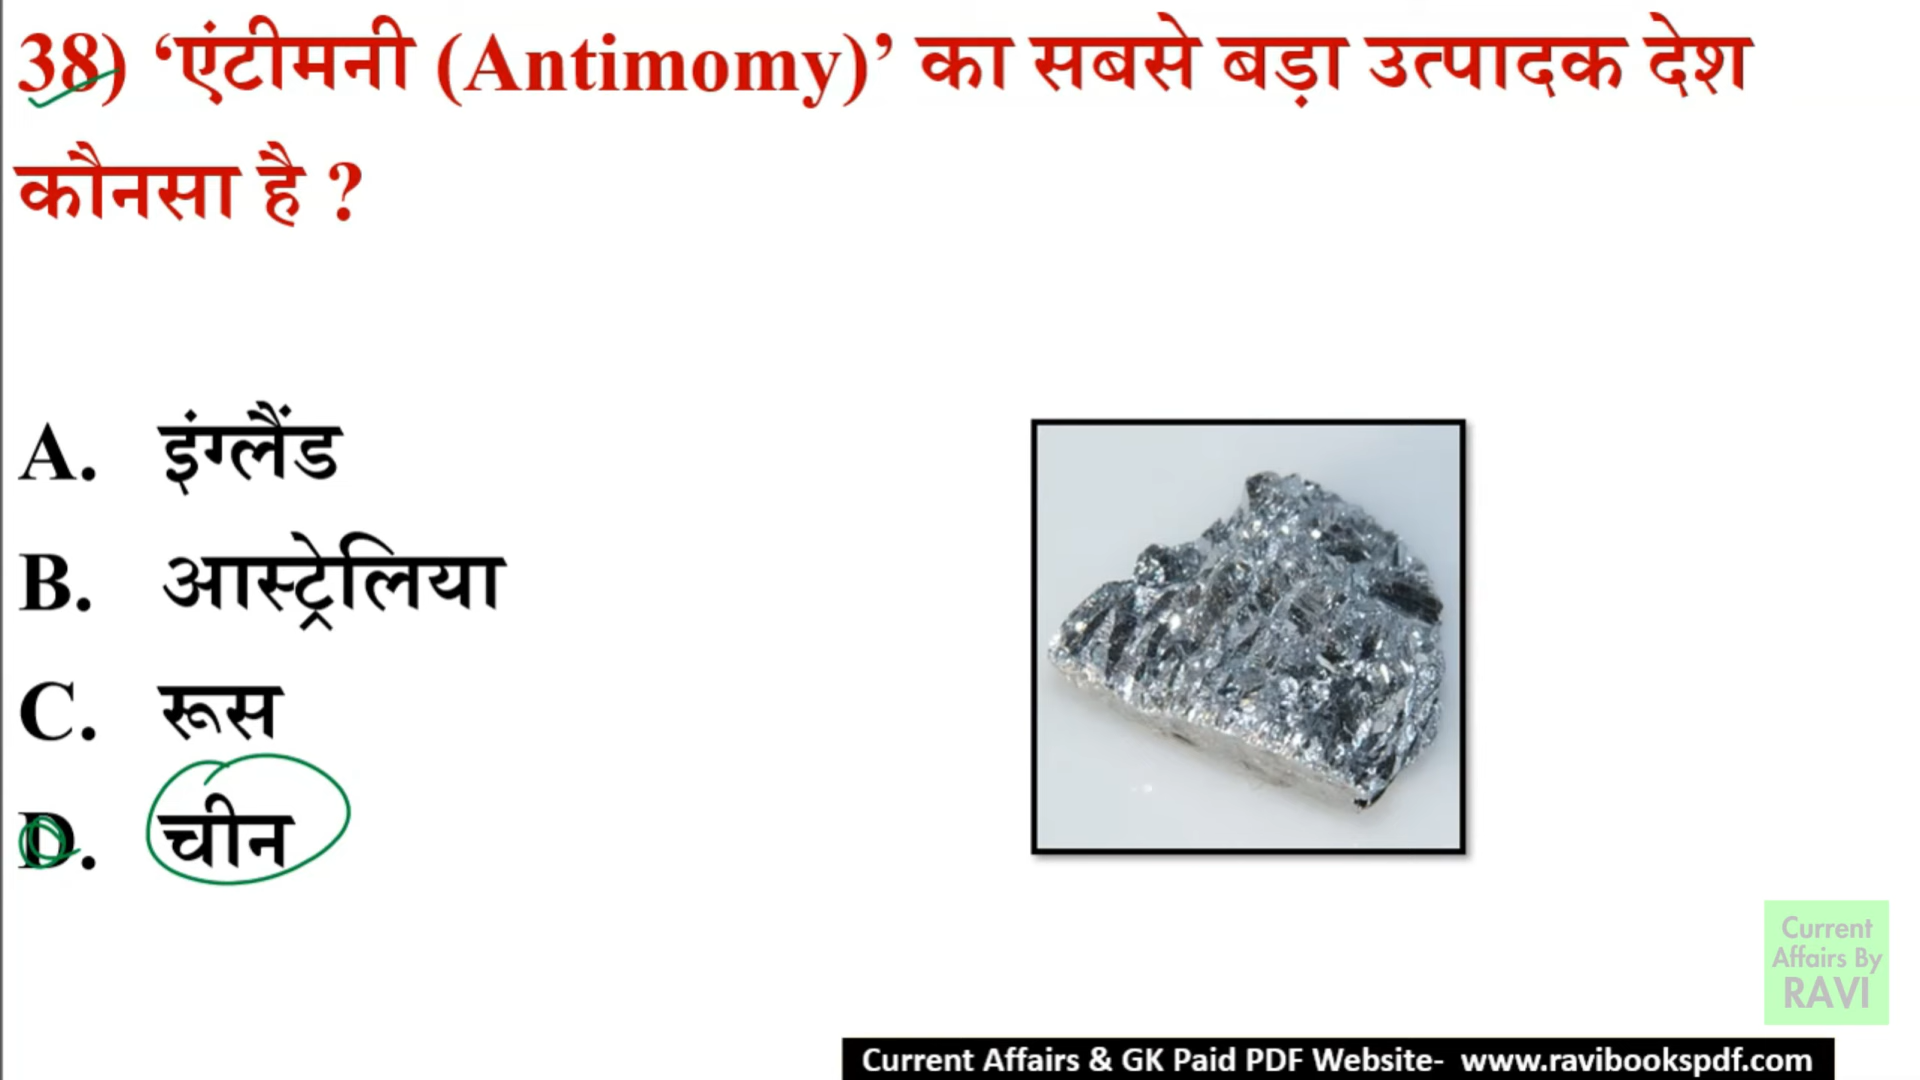 38) ‘एंटीमनी (Antimomy)’ का सबसे बड़ा उत्पादक देश
कौनसा है ?
A. इंग्लैंड
B. आस्ट्रेलिया
C. रूस
D. चीन
Current
Affairs By
RAVI
Current Affairs & GK Paid PDF Website- www.ravibookspdf.com